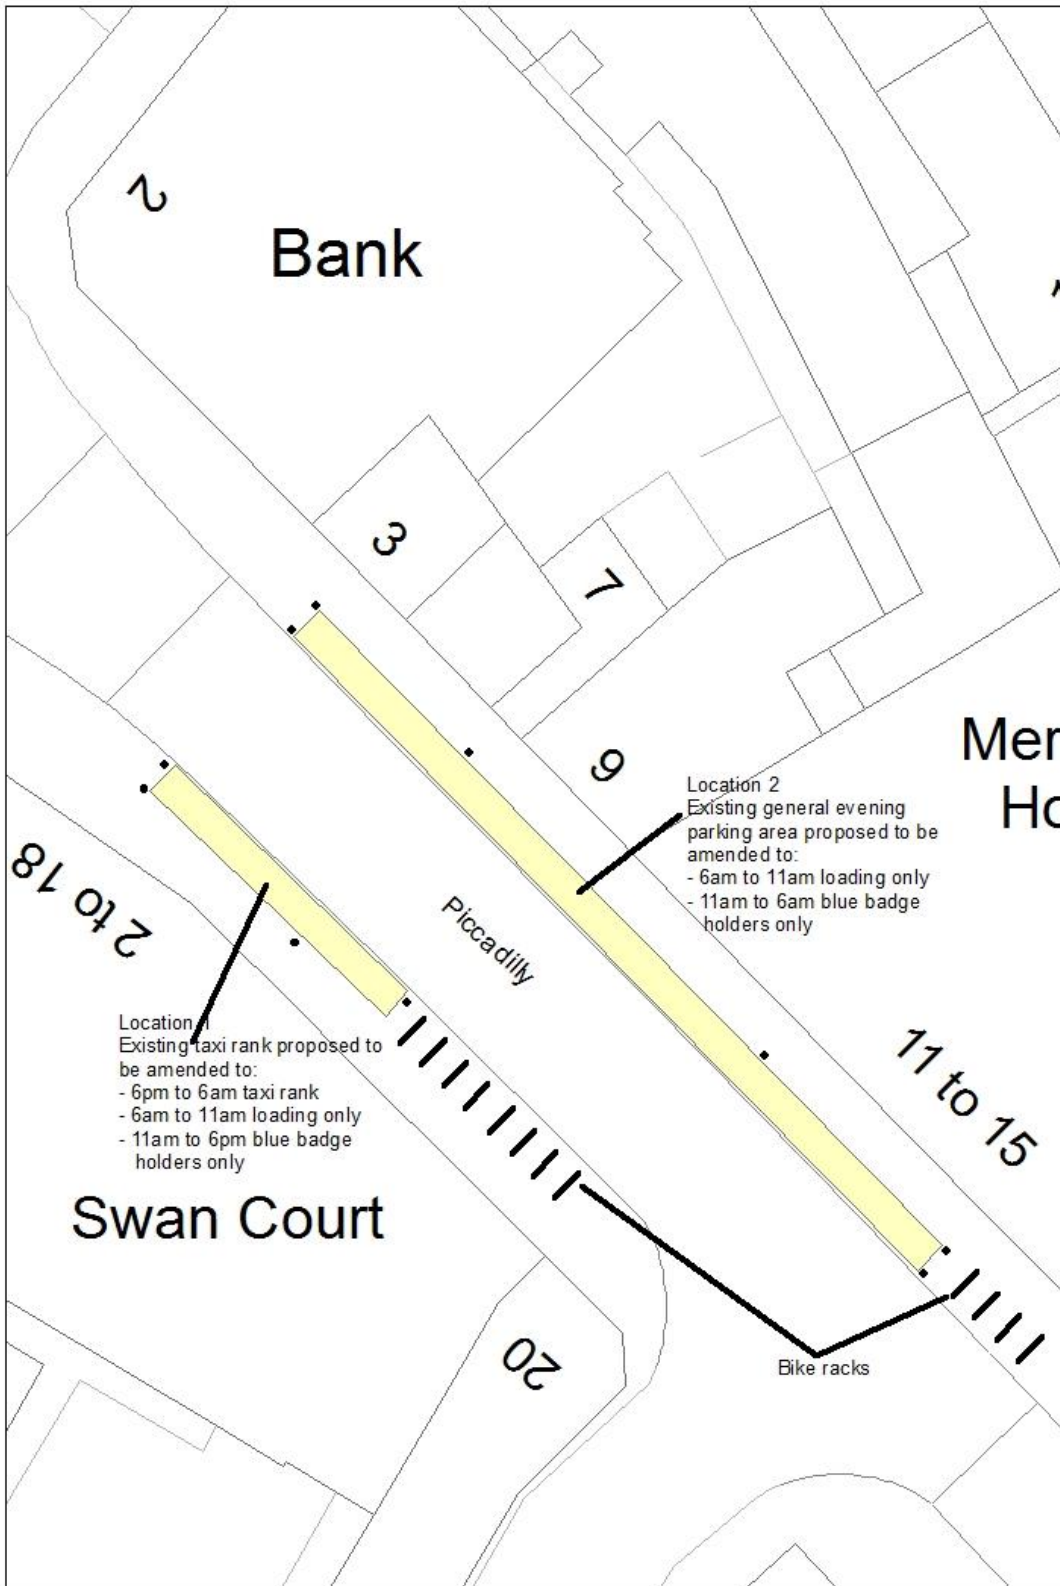 2
Bank
3
7
9
Mer
Ho
Location 2
Existing general evening
parking area proposed to be
amended to:
- 6am to 11am loading only
- 11am to 6am blue badge
holders only
2 to 18
Piccadilly
Location 1
Existing taxi rank proposed to
be amended to:
- 6pm to 6am taxi rank
- 6am to 11am loading only
- 11am to 6pm blue badge
holders only
11 to 15
Swan Court
20
Bike racks